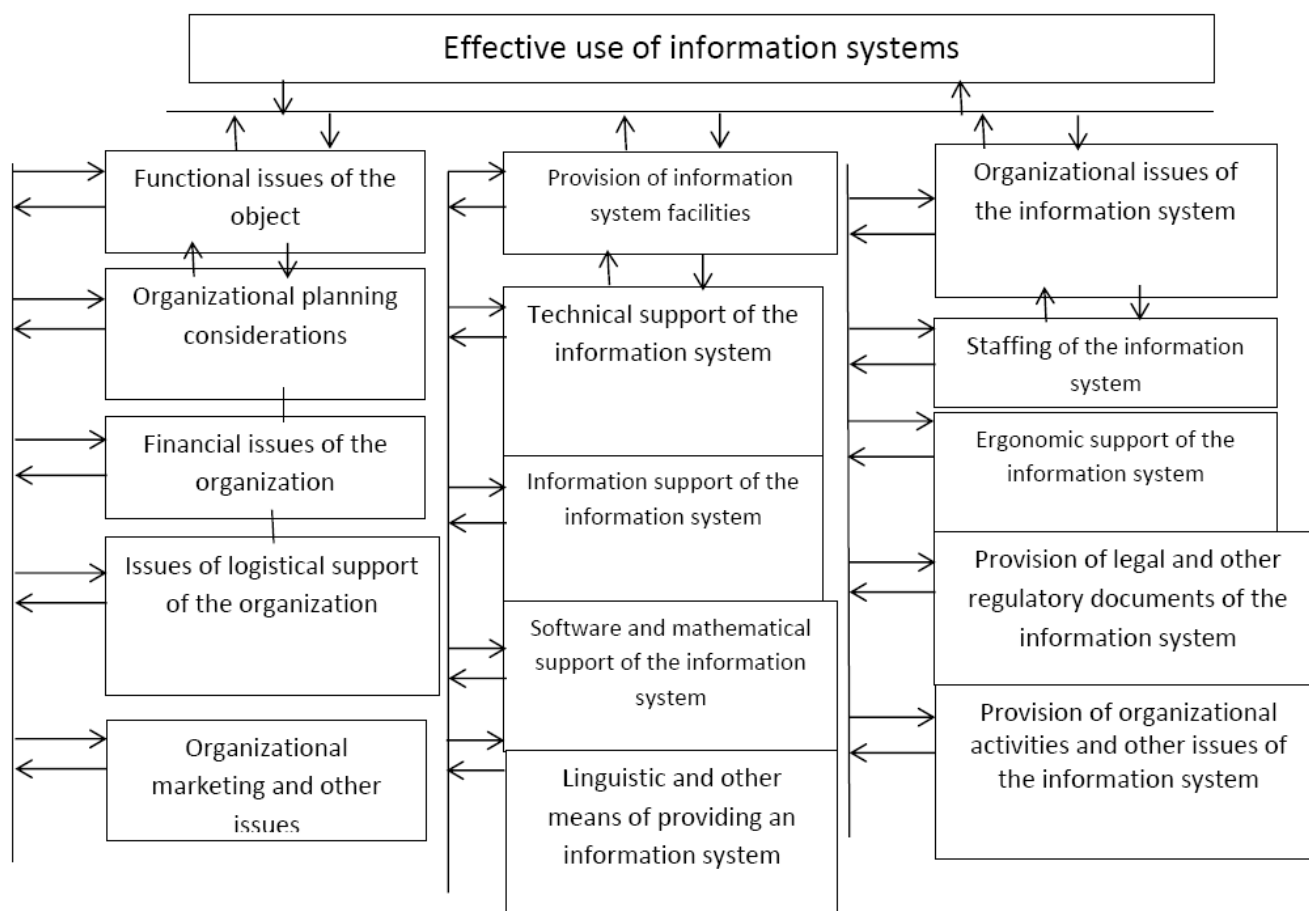 Effective use of information systems
Functional issues of the
object
Organizational planning
considerations
Financial issues of the
organization
Issues of logistical support
of the organization
Organizational
marketing and other
issues
Provision of information
system facilities
Technical support of the
information system
Information support of the
information system
Software and mathematical
support of the information
system
Linguistic and other
means of providing an
information system
Organizational issues of
the information system
Staffing of the information
system
Ergonomic support of the
information system
Provision of legal and other
regulatory documents of the
information system
Provision of organizational
activities and other issues of
the information system